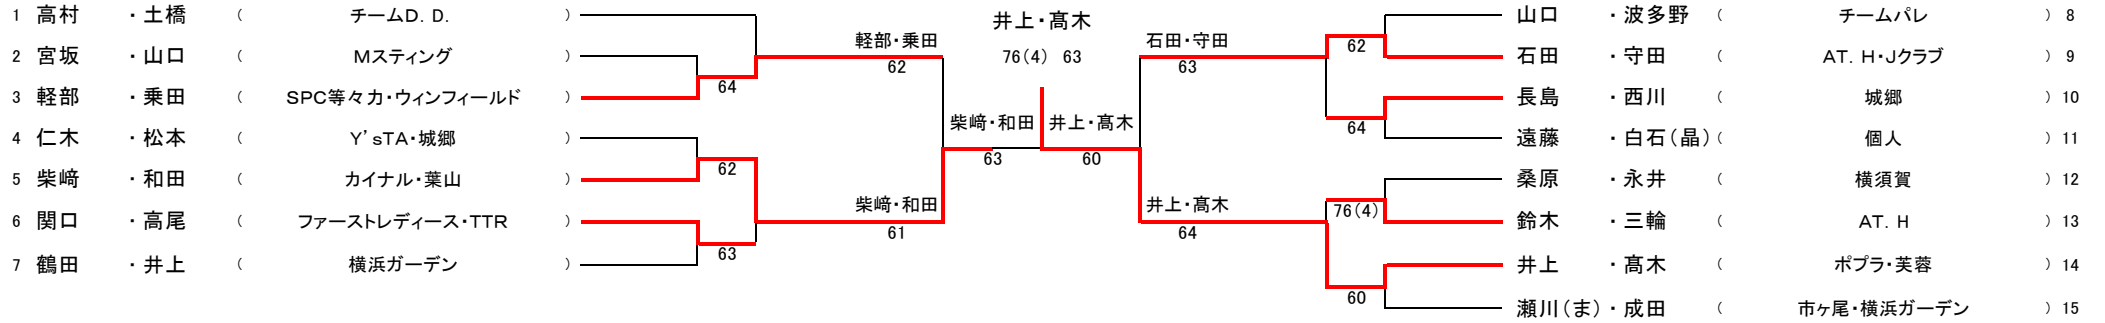 1 高村 ・土橋 ( チームD．D． )
2 宮坂 ・山口 ( Mスティング )
3 軽部 ・乗田 ( SPC等々力・ウィンフィールド )
4 仁木 ・松本 ( Y’sTA・城郷 )
5 柴﨑 ・和田 ( カイナル・葉山 )
6 関口 ・高尾 ( ファーストレディース・TTR )
7 鶴田 ・井上 ( 横浜ガーデン )
64
62
63
軽部・乗田
62
柴﨑・和田
61
柴﨑・和田
63
井上・髙木
76(4) 63
井上・髙木
60
石田・守田
63
井上・髙木
64
62
64
76(4)
60
山口 ・波多野 ( チームパレ ) 8
石田 ・守田 ( AT．H・Jクラブ ) 9
長島 ・西川 ( 城郷 ) 10
遠藤 ・白石(晶) ( 個人 ) 11
桑原 ・永井 ( 横須賀 ) 12
鈴木 ・三輪 ( AT．H ) 13
井上 ・髙木 ( ポプラ・芙蓉 ) 14
瀬川(ま) ・成田 ( 市ヶ尾・横浜ガーデン ) 15